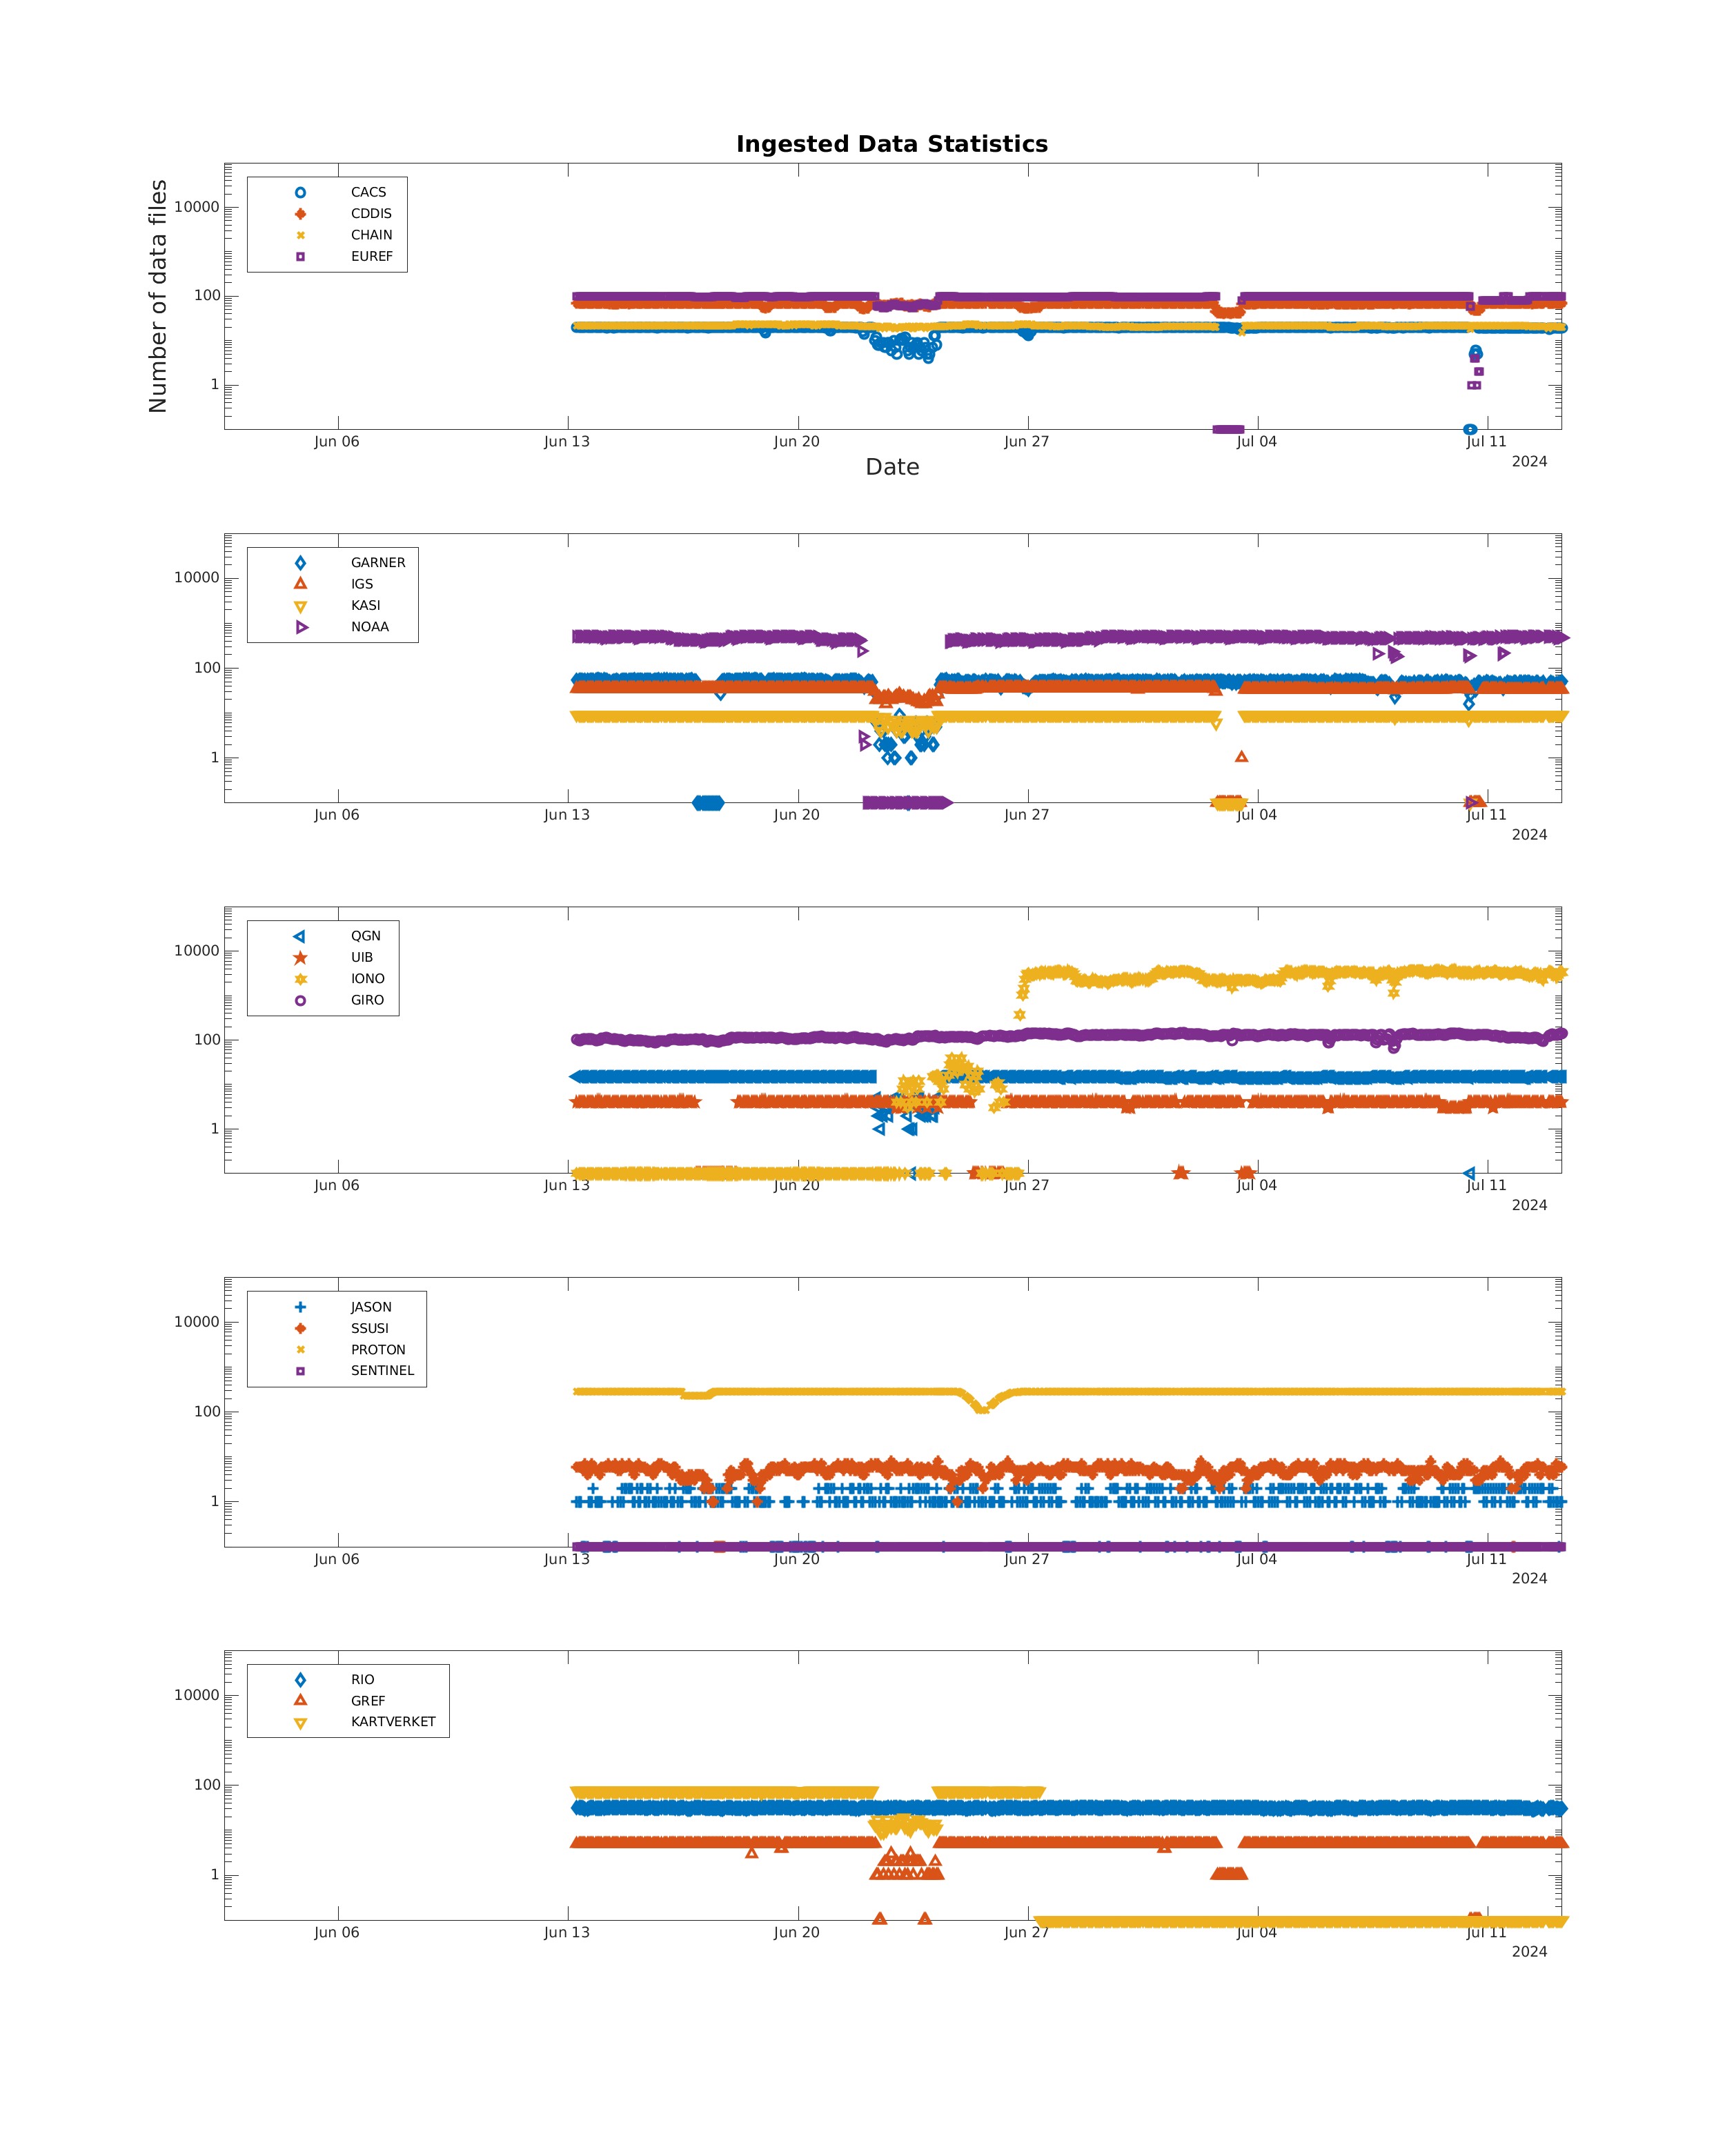 Ingested Data Statistics
Number of data files
10000
100
1
CACS
CDDIS
CHAIN
EUREF
Jun 06 Jun 13 Jun 20 Jun 27 Jul 04 Jul 11
2024
Date
10000
100
1
GARNER
IGS
KASI
NOAA
Jun 06 Jun 13 Jun 20 Jun 27 Jul 04 Jul 11
2024
10000
100
1
QGN
UIB
IONO
GIRO
Jun 06 Jun 13 Jun 20 Jun 27 Jul 04 Jul 11
2024
10000
100
1
JASON
SSUSI
PROTON
SENTINEL
Jun 06 Jun 13 Jun 20 Jun 27 Jul 04 Jul 11
2024
10000
100
1
RIO
GREF
KARTVERKET
Jun 06 Jun 13 Jun 20 Jun 27 Jul 04 Jul 11
2024